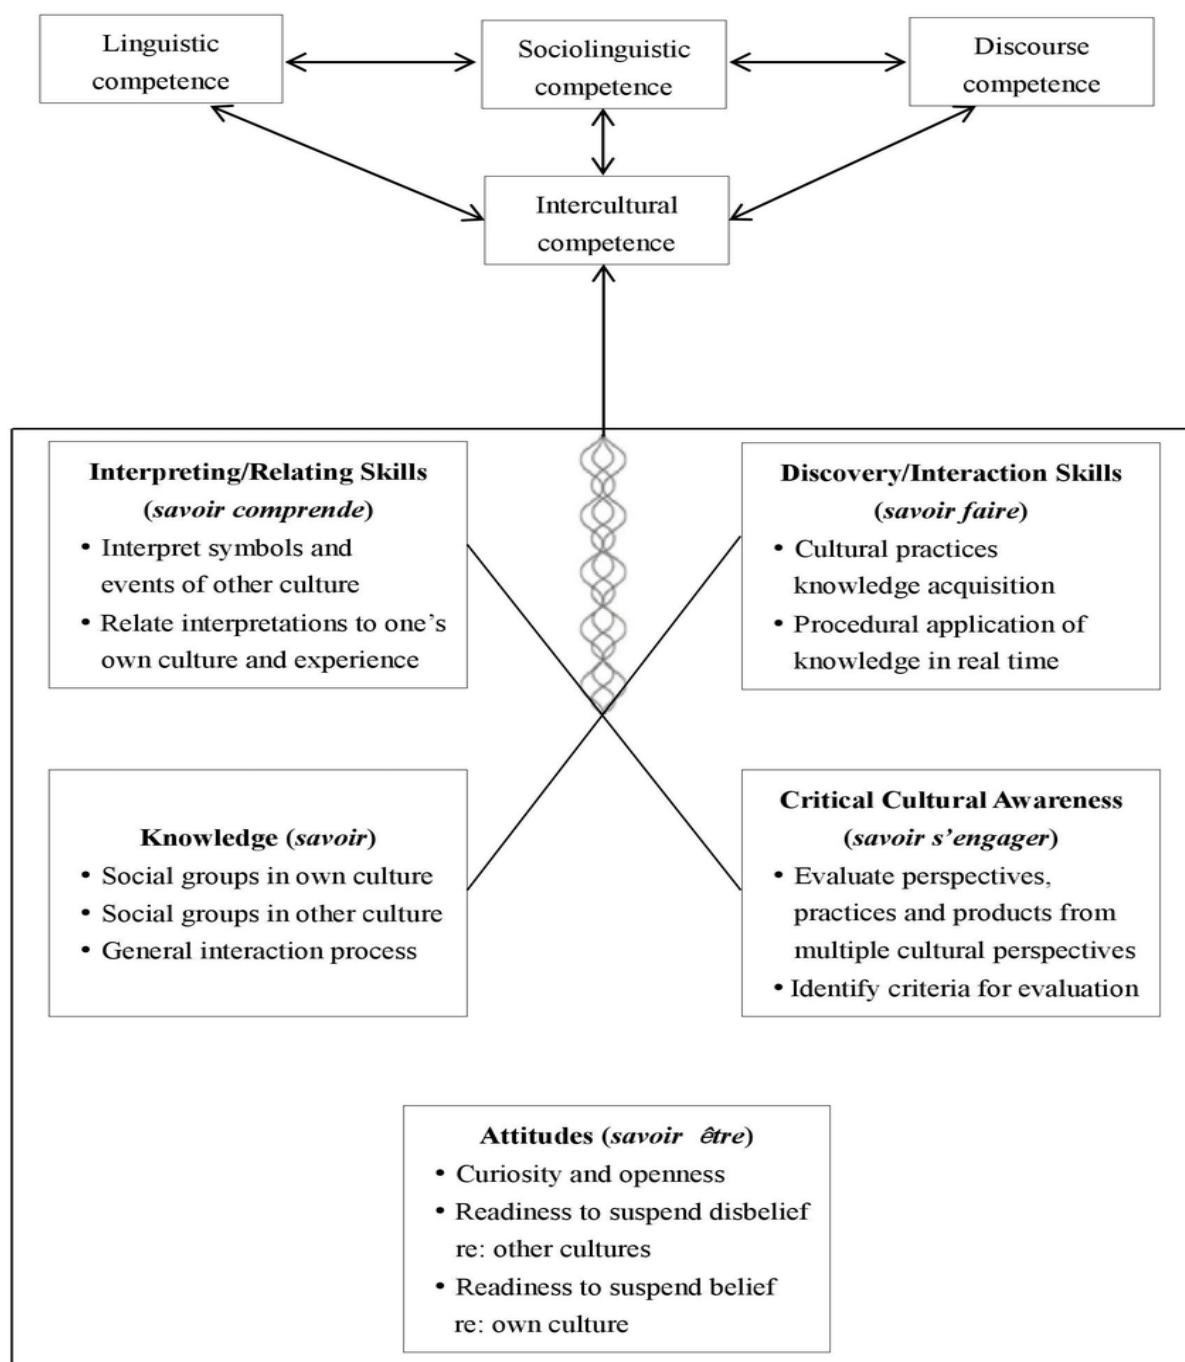 Linguistic
competence
Sociolinguistic
competence
Discourse
competence
Intercultural
competence
Interpreting/Relating Skills
(savoir comprende)
• Interpret symbols and
events of other culture
• Relate interpretations to one’s
own culture and experience
Discovery/Interaction Skills
(savoir faire)
• Cultural practices
knowledge acquisition
• Procedural application of
knowledge in real time
Knowledge (savoir)
• Social groups in own culture
• Social groups in other culture
• General interaction process
Critical Cultural Awareness
(savoir s’engager)
• Evaluate perspectives,
practices and products from
multiple cultural perspectives
• Identify criteria for evaluation
Attitudes (savoir être)
• Curiosity and openness
• Readiness to suspend disbelief
re: other cultures
• Readiness to suspend belief
re: own culture